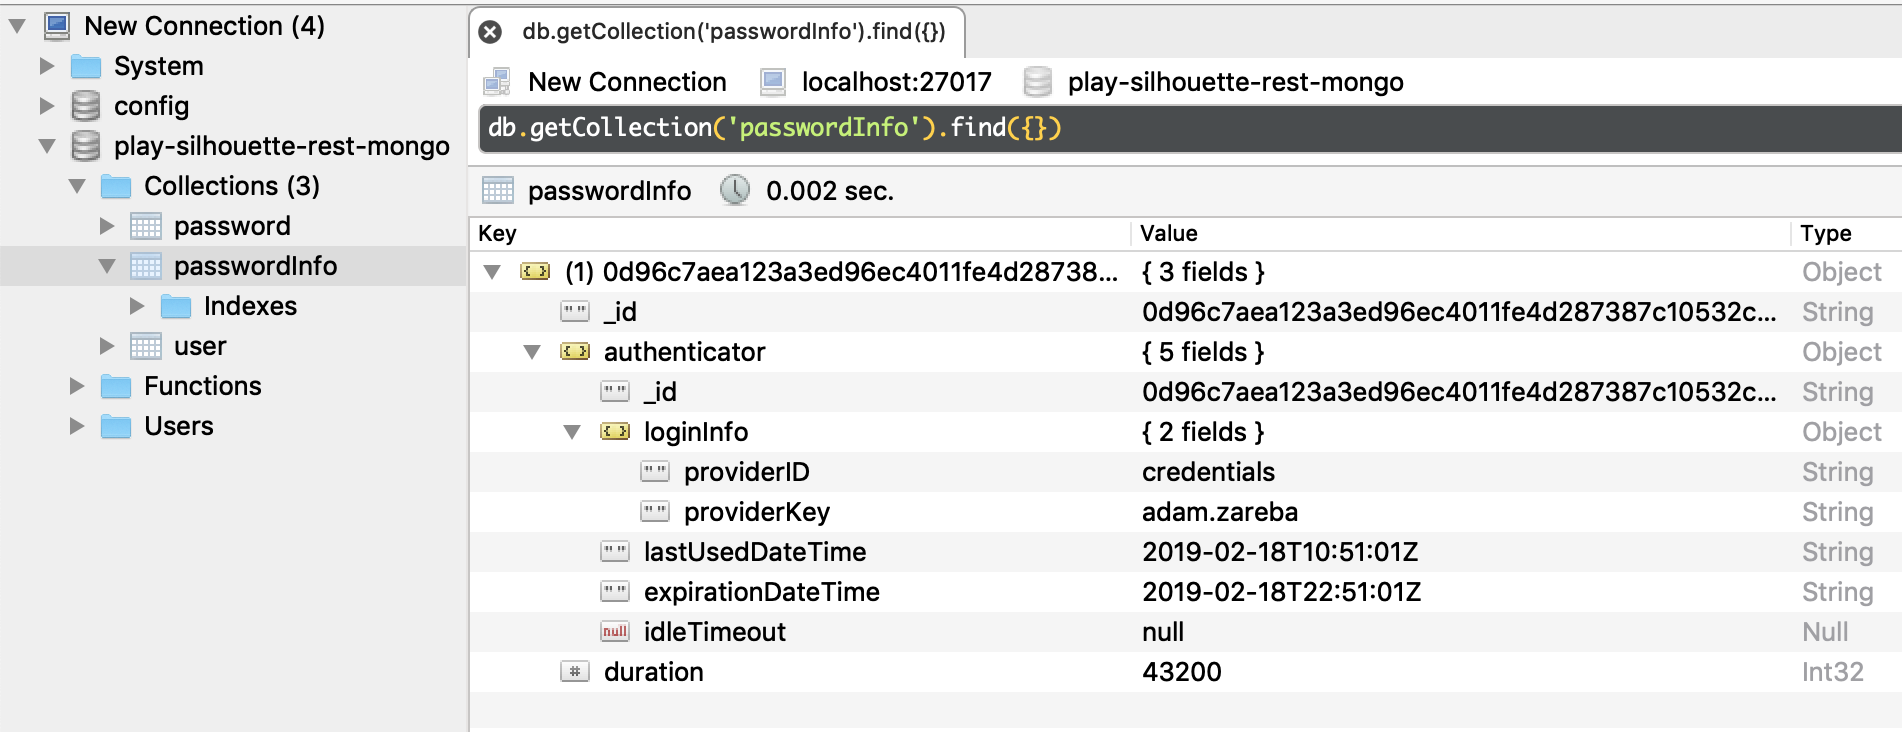 New Connection (4)
System
config
play-silhouette-rest-mongo
Collections (3)
password
passwordInfo
Indexes
user
Functions
Users
db.getCollection('passwordInfo').find({})
New Connection localhost:27017 play-silhouette-rest-mongo
db.getCollection('passwordInfo').find({})
passwordInfo 0.002 sec.
Key Value Type
{ } (1) 0d96c7aea123a3ed96ec4011fe4d28738... { 3 fields } Object
"" _id 0d96c7aea123a3ed96ec4011fe4d287387c10532c... String
{ } authenticator { 5 fields } Object
"" _id 0d96c7aea123a3ed96ec4011fe4d287387c10532c... String
{ } loginInfo { 2 fields } Object
"" providerID credentials String
"" providerKey adam.zareba String
"" lastUsedDateTime 2019-02-18T10:51:01Z String
"" expirationDateTime 2019-02-18T22:51:01Z String
null idleTimeout null Null
# duration 43200 Int32